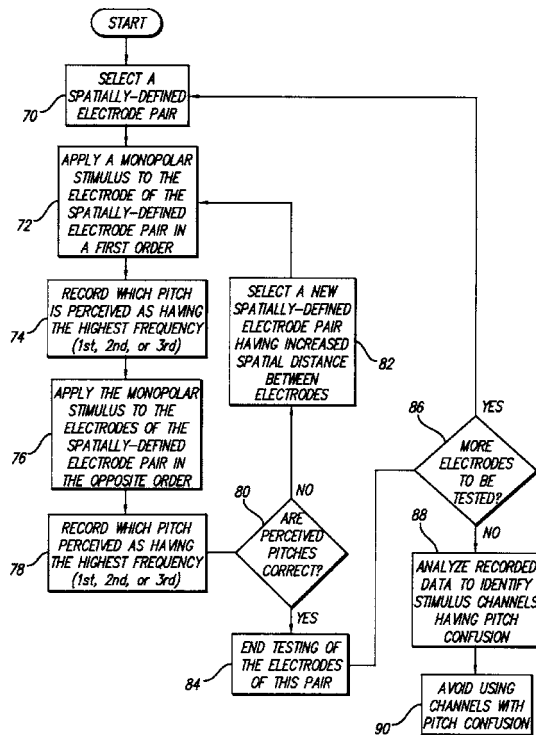 START
SELECT A
SPATIALLY-DEFINED
ELECTRODE PAIR
70
APPLY A MONOPOLAR
STIMULUS TO THE
ELECTRODE OF THE
SPATIALLY-DEFINED
ELECTRODE PAIR IN
A FIRST ORDER
72
RECORD WHICH PITCH
IS PERCEIVED AS HAVING
THE HIGHEST FREQUENCY
(1st, 2nd, or 3rd)
74
APPLY THE MONOPOLAR
STIMULUS TO THE
ELECTRODES OF THE
SPATIALLY-DEFINED
ELECTRODE PAIR IN
THE OPPOSITE ORDER
76
RECORD WHICH PITCH
PERCEIVED AS HAVING
THE HIGHEST FREQUENCY
(1st, 2nd, or 3rd)
78
80
ARE
PERCEIVED
PITCHES
CORRECT?
NO
YES
SELECT A NEW
SPATIALLY-DEFINED
ELECTRODE PAIR
HAVING INCREASED
SPATIAL DISTANCE
BETWEEN
ELECTRODES
82
END TESTING OF
THE ELECTRODES
OF THIS PAIR
84
86
MORE
ELECTRODES
TO BE
TESTED?
YES
NO
88
ANALYZE RECORDED
DATA TO IDENTIFY
STIMULUS CHANNELS
HAVING PITCH
CONFUSION
AVOID USING
CHANNELS WITH
PITCH CONFUSION
90